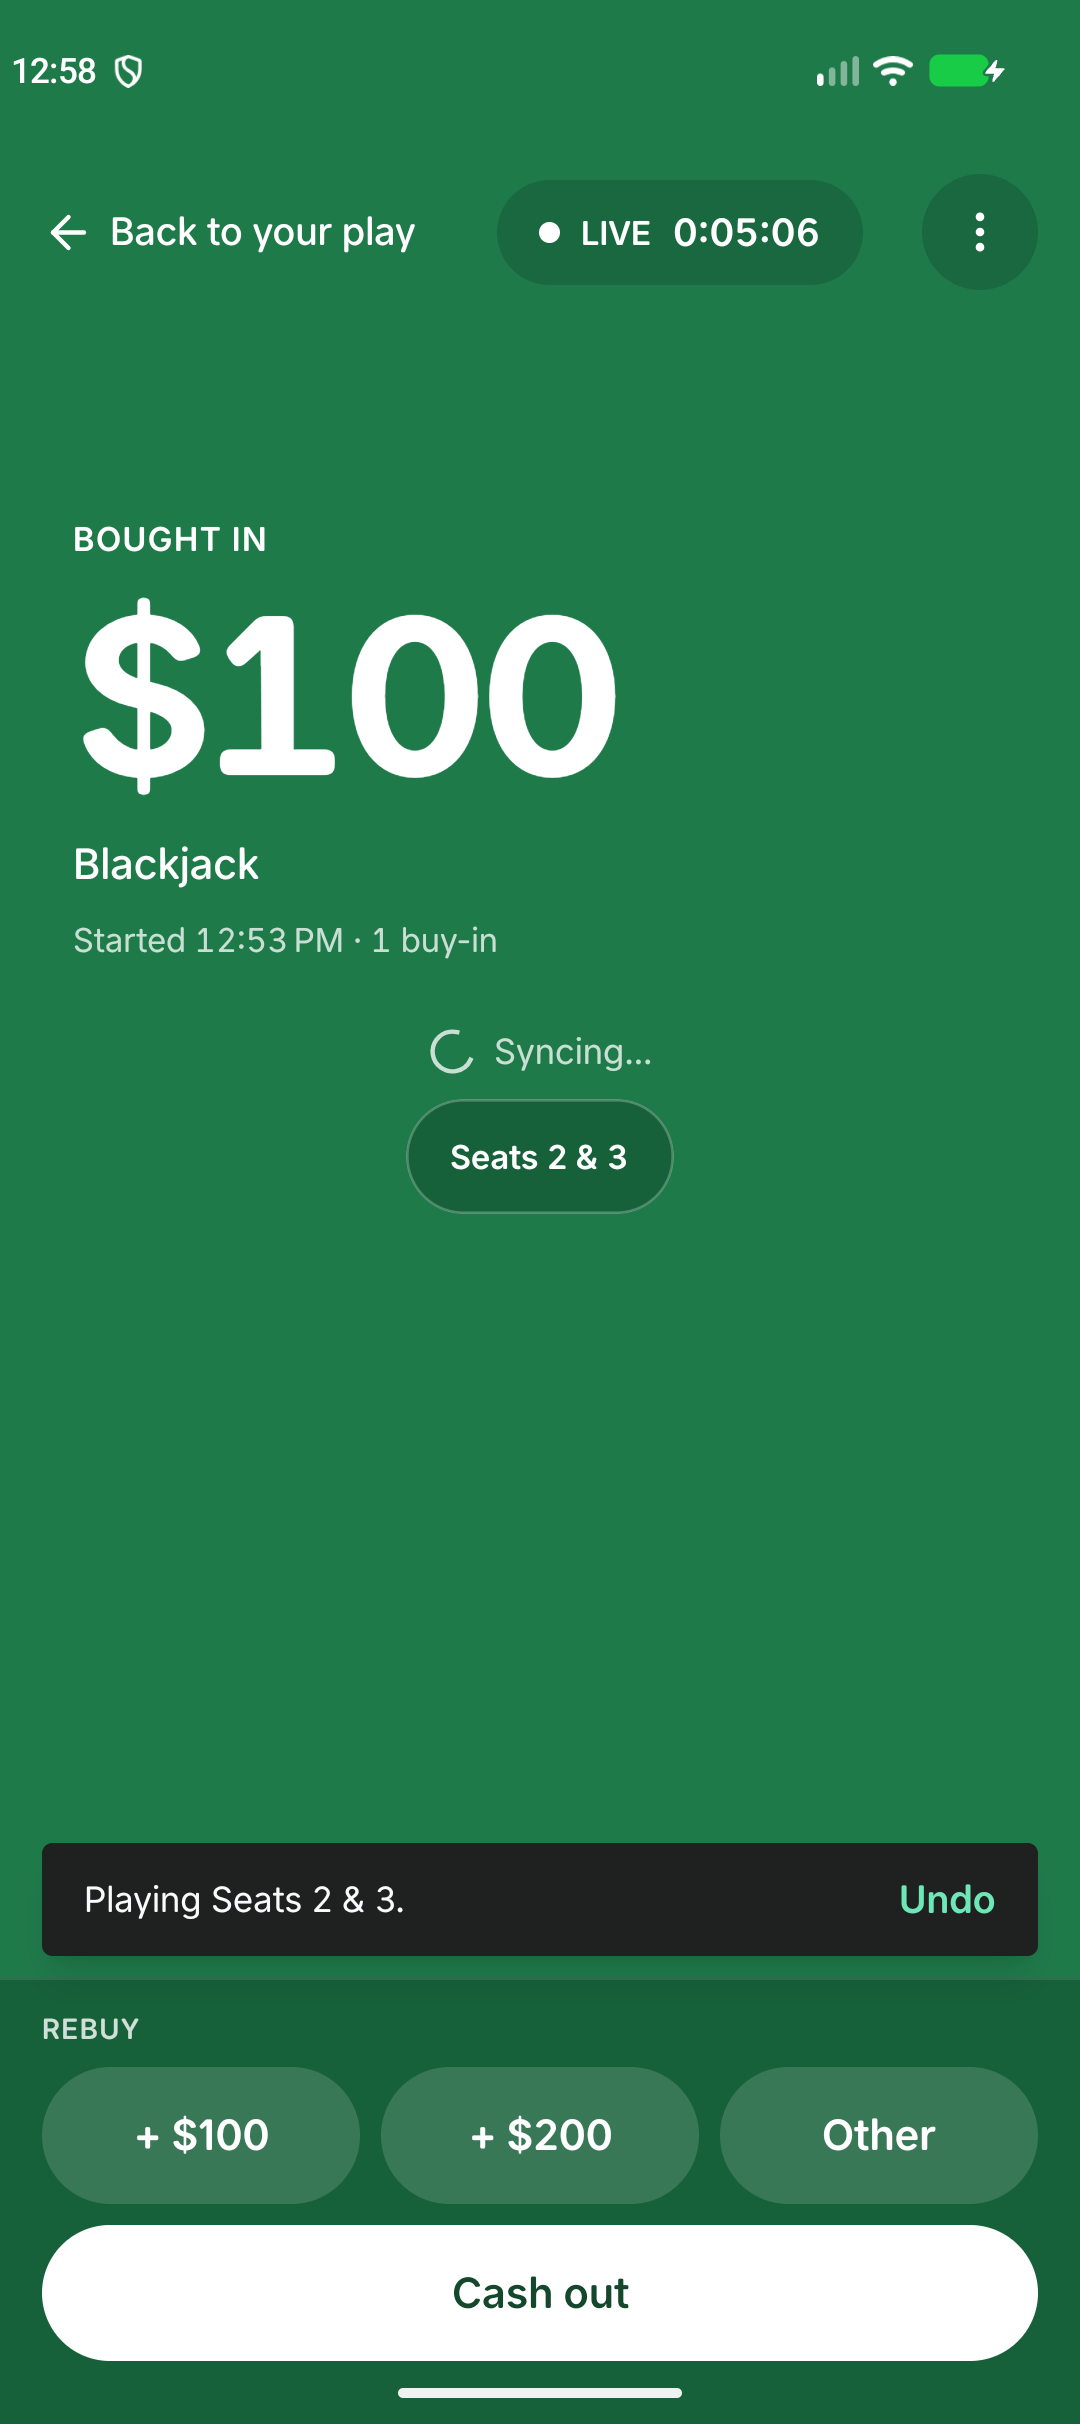 12:58
Back to your play
LIVE 0:05:06
BOUGHT IN
$100
Blackjack
Started 12:53 PM · 1 buy-in
Syncing...
Seats 2 & 3
Playing Seats 2 & 3.
Undo
REBUY
+ $100
+ $200
Other
Cash out